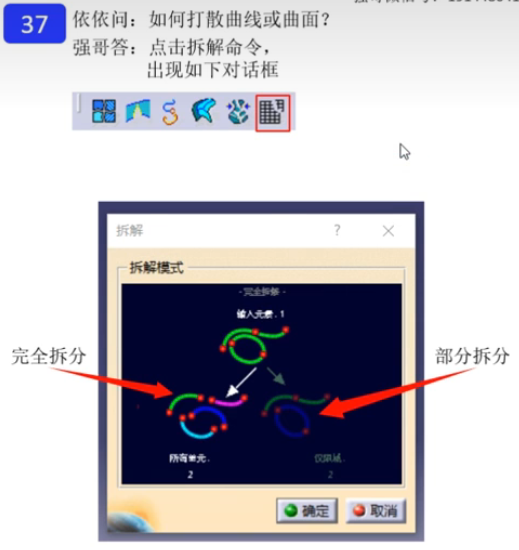 37
依依问：如何打散曲线或曲面？
强哥答：点击拆解命令，
出现如下对话框
拆解
?
拆解模式
-完全拆解-
输入元素.1
完全拆分
部分拆分
所有单元.
仅限域.
2
2
确定
取消